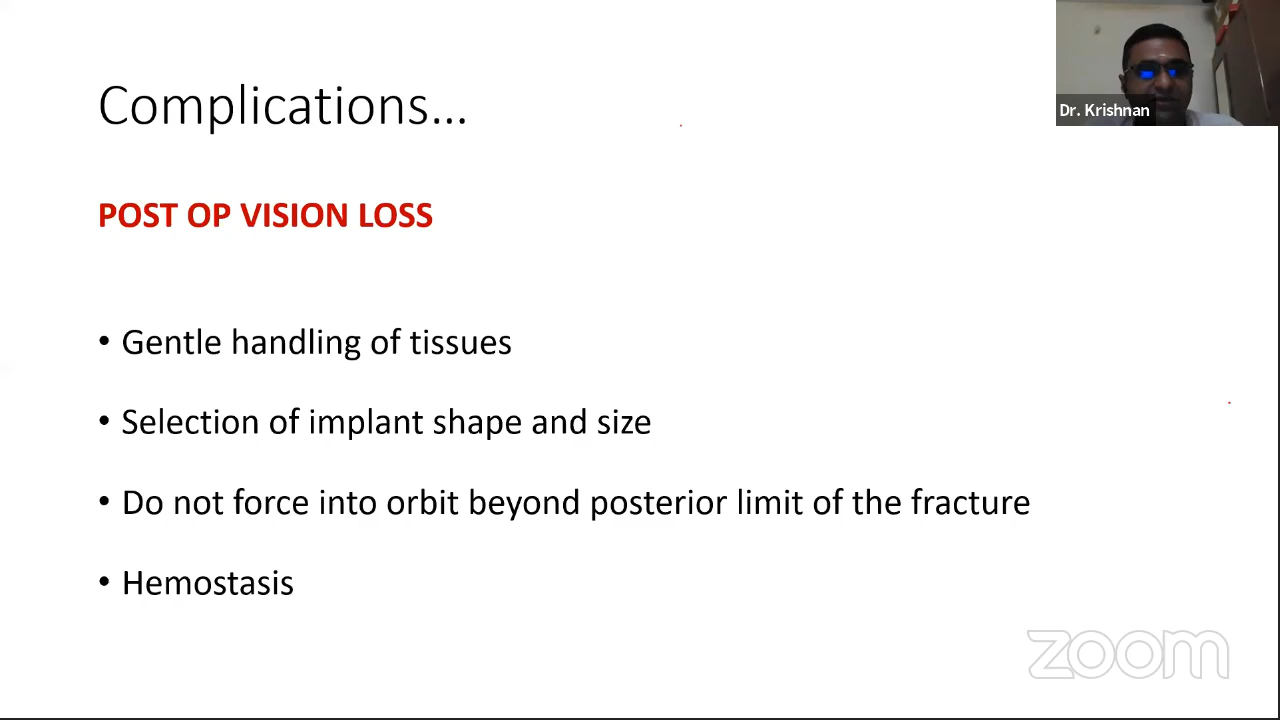 Complications…
Dr. Krishnan
POST OP VISION LOSS
• Gentle handling of tissues
• Selection of implant shape and size
• Do not force into orbit beyond posterior limit of the fracture
• Hemostasis
zoom